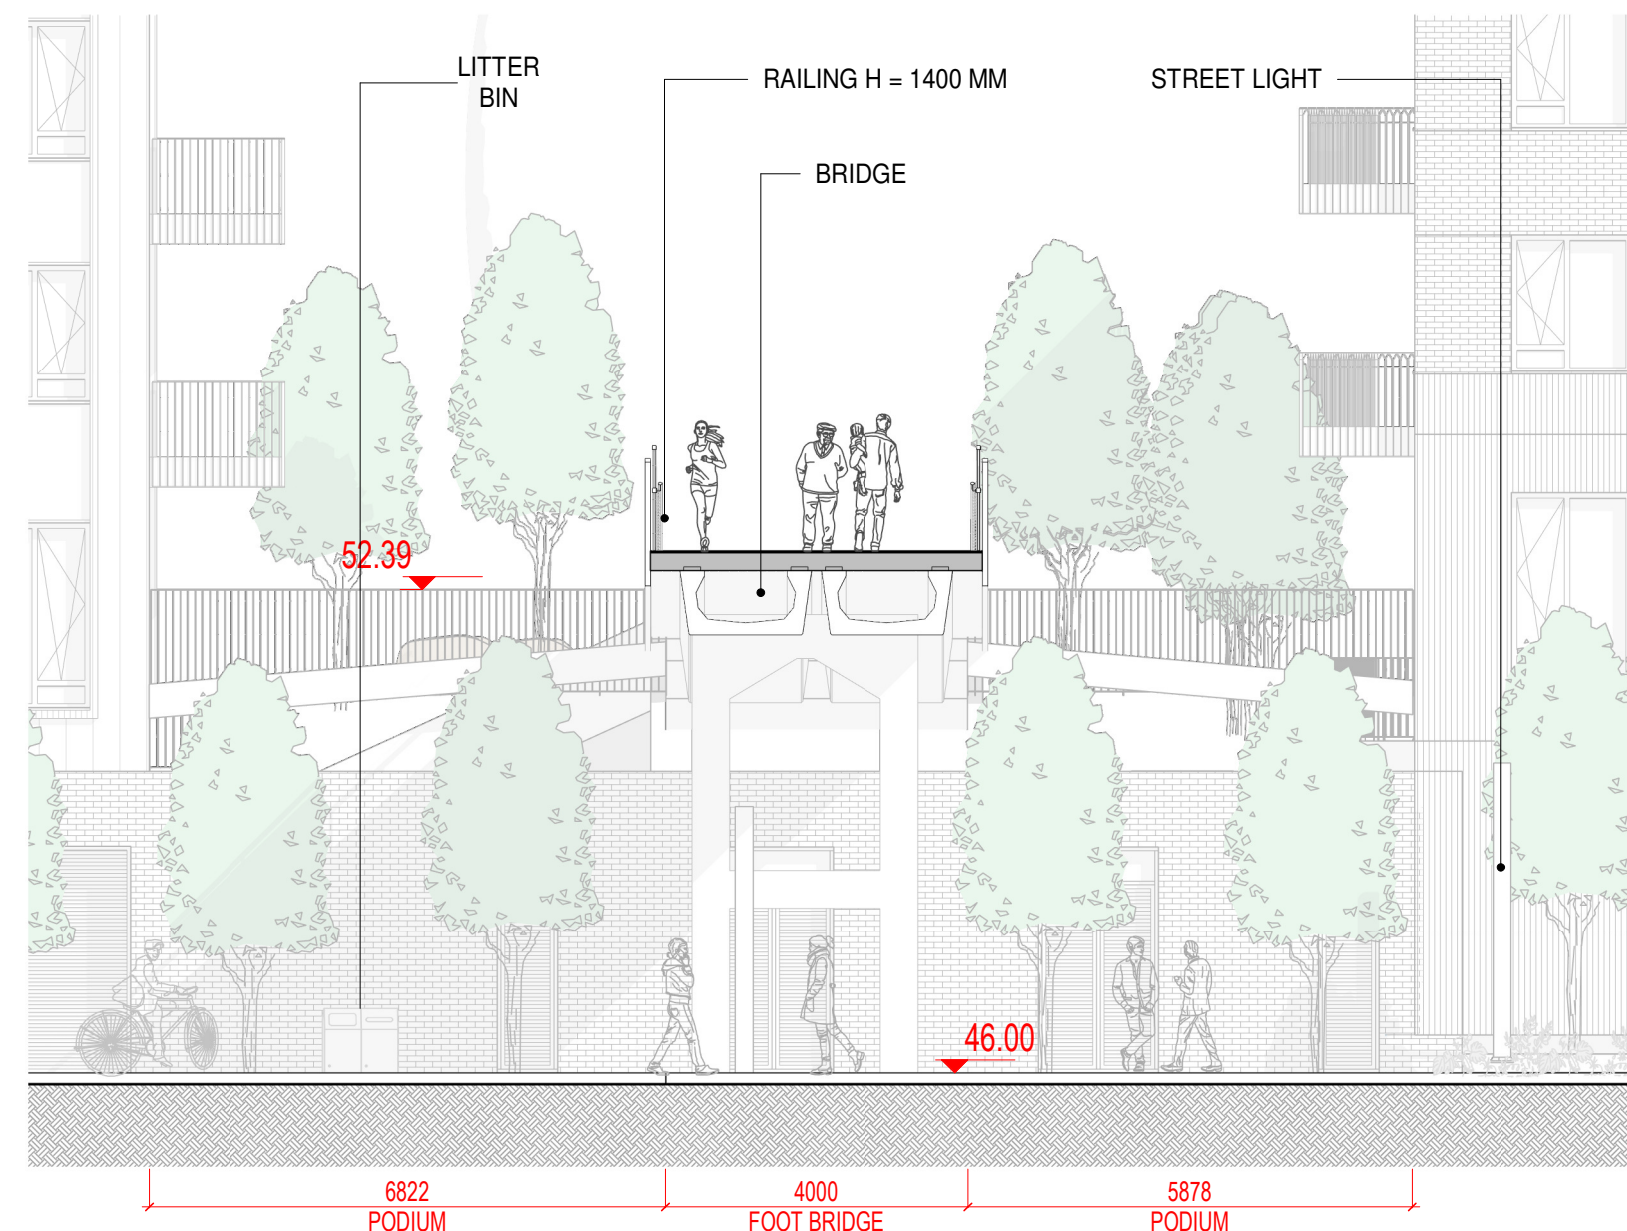 LITTER
BIN
RAILING H = 1400 MM
STREET LIGHT
BRIDGE
52.39
46.00
6822
PODIUM
4000
FOOT BRIDGE
5878
PODIUM